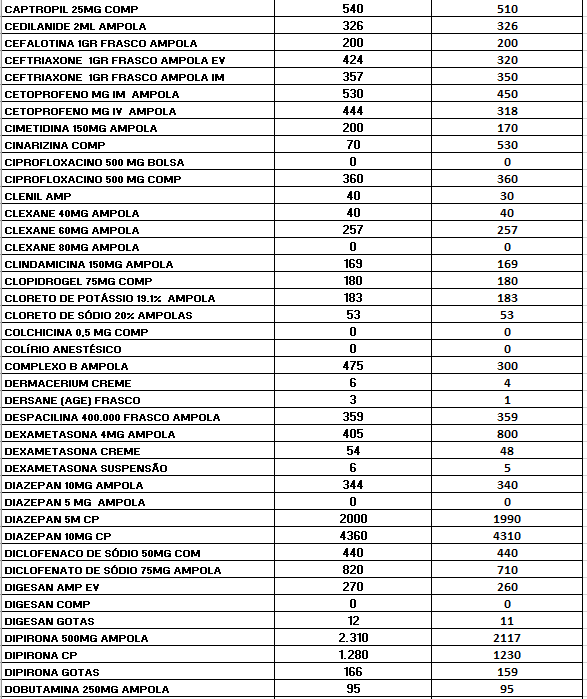 CAPTROPIL 25MG COMP 540 510
CEDILANIDE 2ML AMPOLA 326 326
CEFALOTINA 1GR FRASCO AMPOLA 200 200
CEFTRIAXONE 1GR FRASCO AMPOLA EV 424 320
CEFTRIAXONE 1GR FRASCO AMPOLA IM 357 350
CETOPROFENO MG IM AMPOLA 530 450
CETOPROFENO MG IV AMPOLA 444 318
CIMETIDINA 150MG AMPOLA 200 170
CINARIZINA COMP 70 530
CIPROFLOXACINO 500 MG BOLSA 0 0
CIPROFLOXACINO 500 MG COMP 360 360
CLENIL AMP 40 30
CLEXANE 40MG AMPOLA 40 40
CLEXANE 60MG AMPOLA 257 257
CLEXANE 80MG AMPOLA 0 0
CLINDAMICINA 150MG AMPOLA 169 169
CLOPIDROGEL 75MG COMP 180 180
CLORETO DE POTÁSSIO 19.1% AMPOLA 183 183
CLORETO DE SÓDIO 20% AMPOLAS 53 53
COLCHICINA 0,5 MG COMP 0 0
COLÍRIO ANESTÉSICO 0 0
COMPLEXO B AMPOLA 475 300
DERMACERIUM CREME 6 4
DERSANE (AGE) FRASCO 3 1
DESPACILINA 400.000 FRASCO AMPOLA 359 359
DEXAMETASONA 4MG AMPOLA 405 800
DEXAMETASONA CREME 54 48
DEXAMETASONA SUSPENSÃO 6 5
DIAZEPAN 10MG AMPOLA 344 340
DIAZEPAN 5 MG AMPOLA 0 0
DIAZEPAN 5M CP 2000 1990
DIAZEPAN 10MG CP 4360 4310
DICLOFENACO DE SÓDIO 50MG COM 440 440
DICLOFENATO DE SÓDIO 75MG AMPOLA 820 710
DIGESAN AMP EV 270 260
DIGESAN COMP 0 0
DIGESAN GOTAS 12 11
DIPIRONA 500MG AMPOLA 2.310 2117
DIPIRONA CP 1.280 1230
DIPIRONA GOTAS 166 159
DOBUTAMINA 250MG AMPOLA 95 95